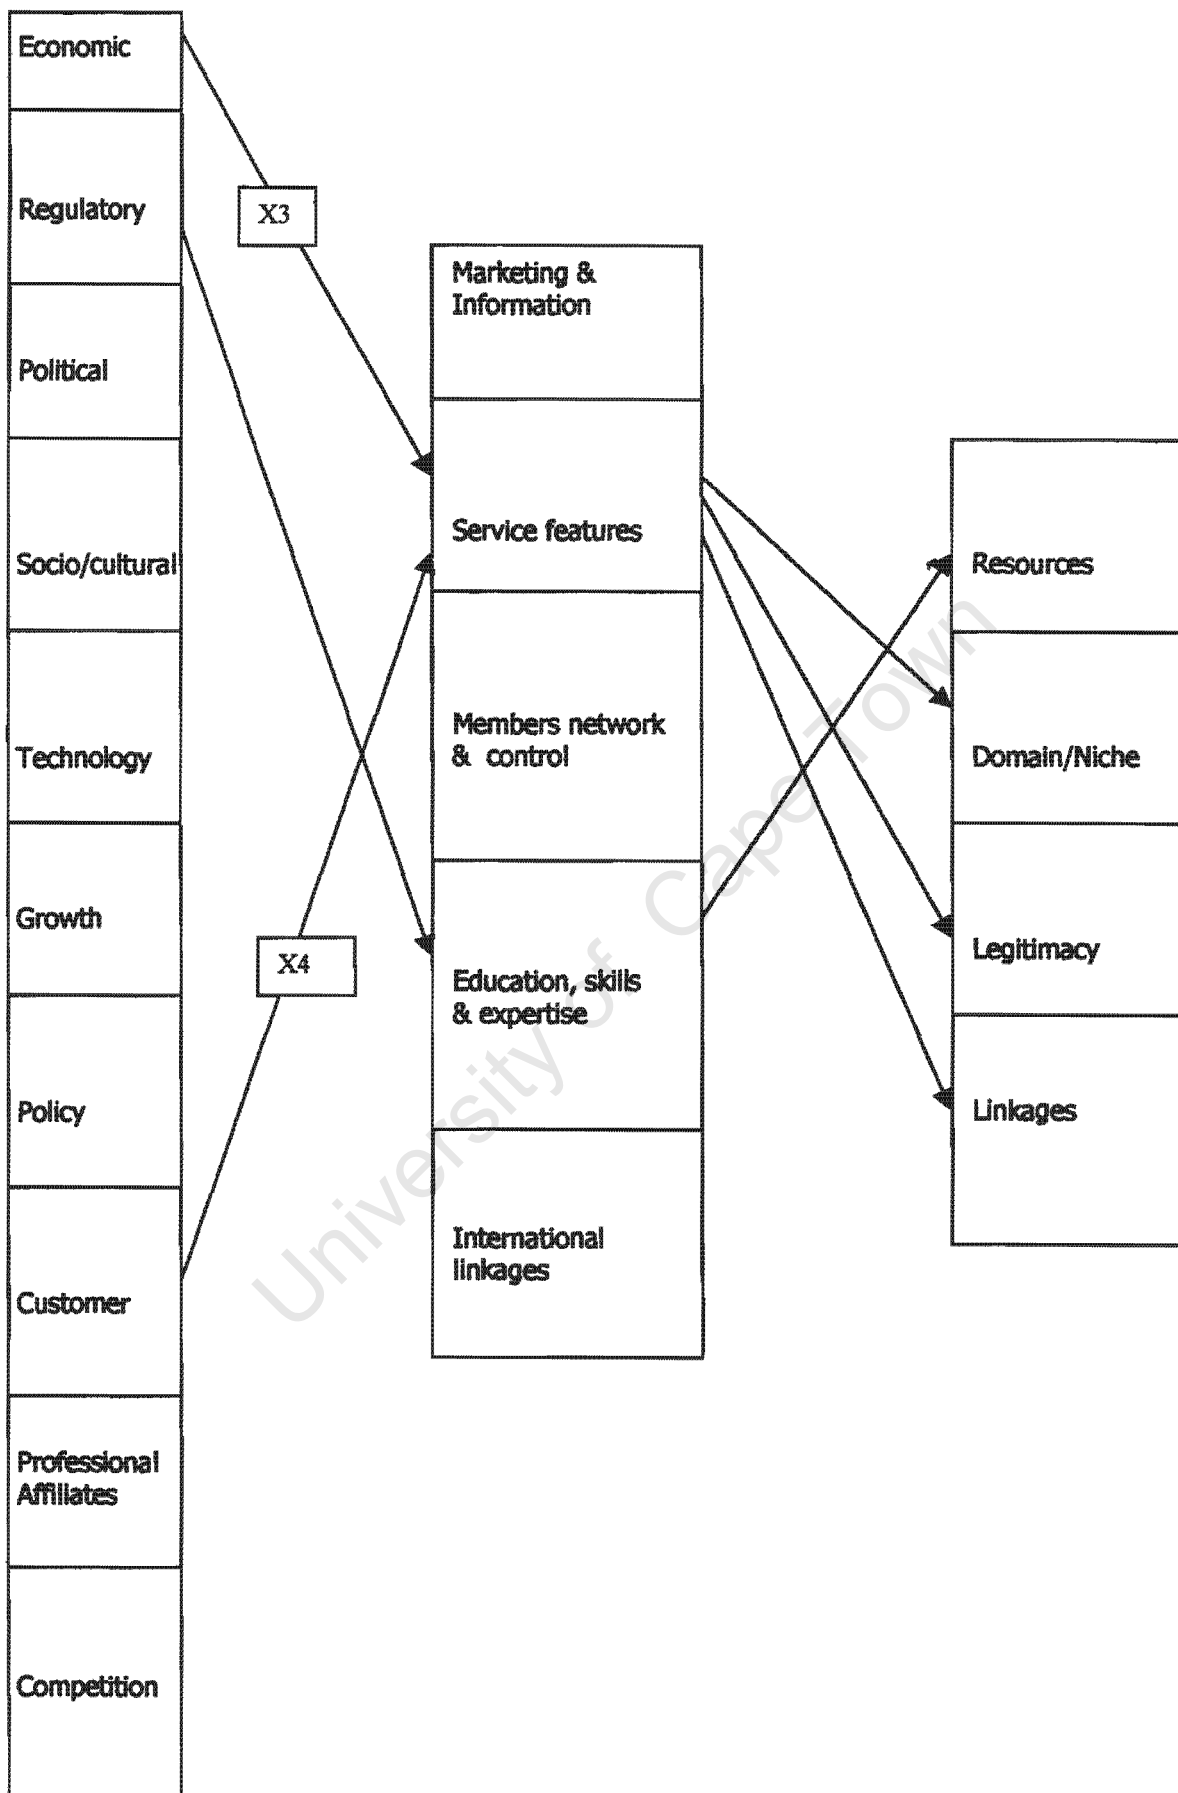 Economic
Regulatory
Political
Socio/cultural
Technology
Growth
Policy
Customer
Professional
Affiliates
Competition
X3
X4
Marketing &
Information
Service features
Members network
& control
Education, skills
& expertise
International
linkages
Resources
Domain/Niche
Legitimacy
Linkages
University of Cape Town